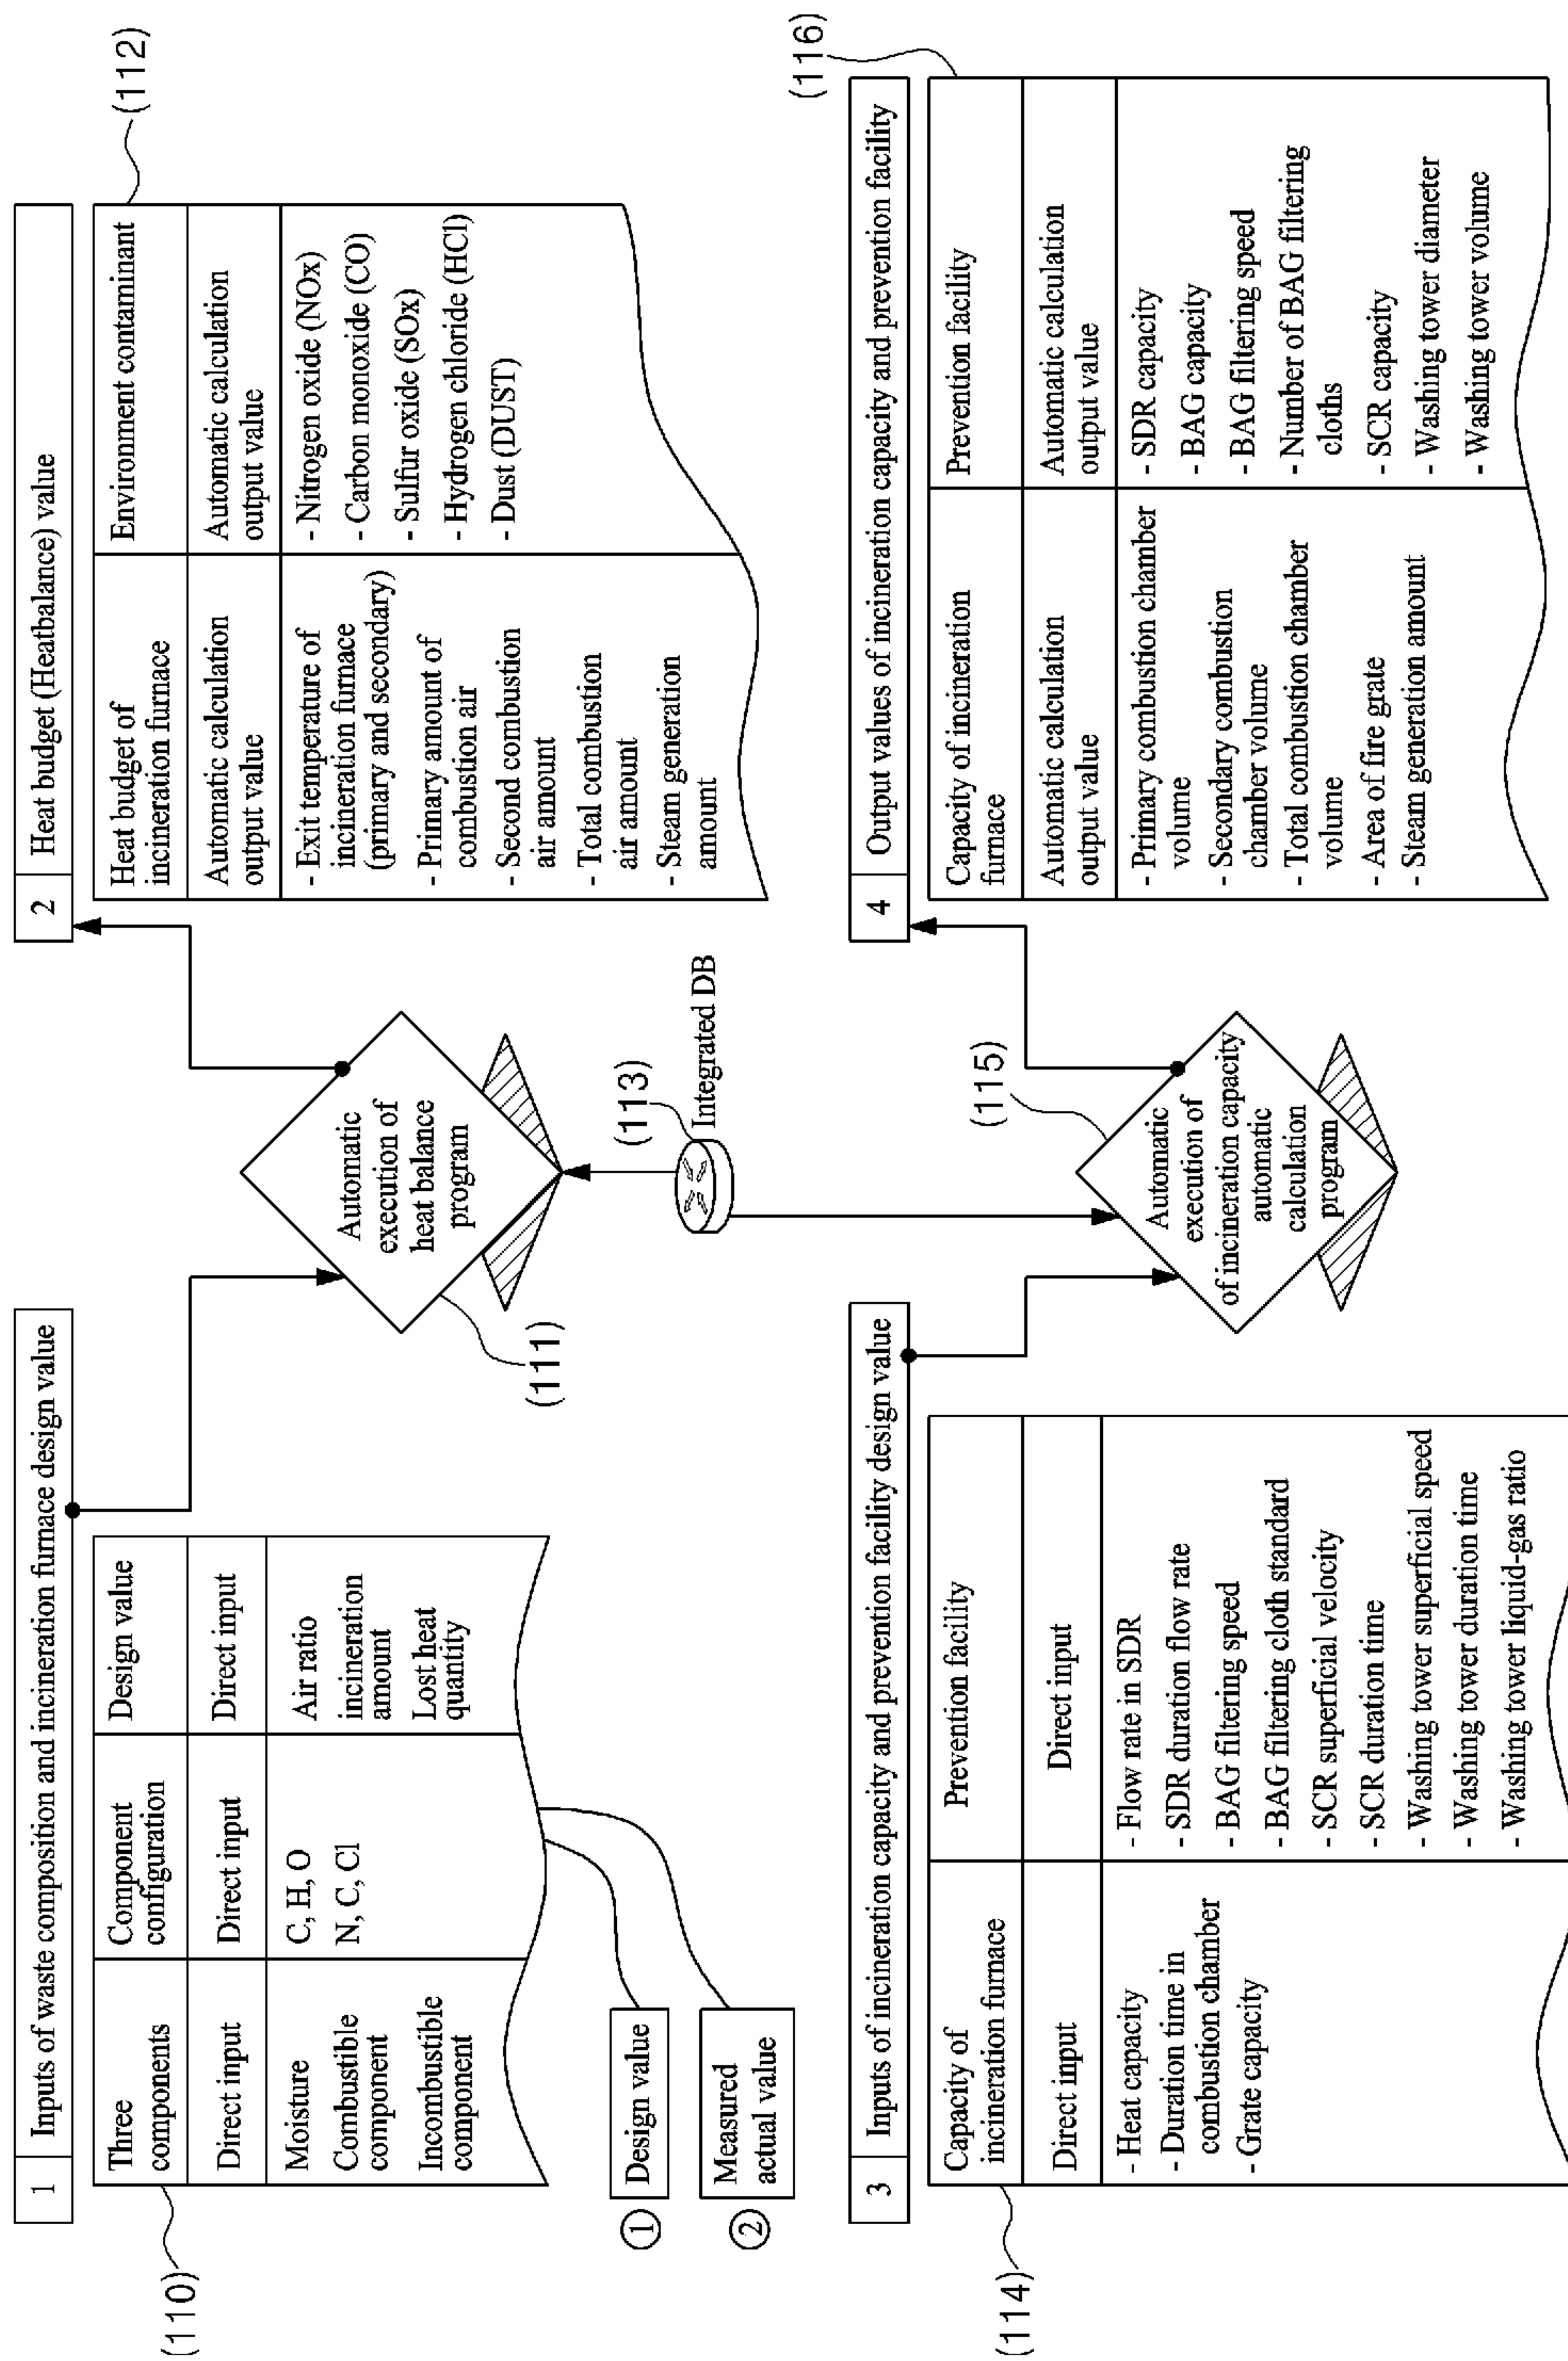 1 Inputs of waste composition and incineration furnace design value
Three
components
Component
configuration
Design value
Direct input
Direct input
Direct input
Moisture
Combustible
component
Incombustible
component
C, H, O
N, C, Cl
Air ratio
incineration
amount
Lost heat
quantity
(110)
① Design value
② Measured
actual value
Automatic
execution of
heat balance
program
(111)
(113)
Integrated DB
2 Heat budget (Heatbalance) value
Heat budget of
incineration furnace
Environment contaminant
Automatic calculation
output value
Automatic calculation
output value
- Exit temperature of
incineration furnace
(primary and secondary)
- Primary amount of
combustion air
- Second combustion
air amount
- Total combustion
air amount
- Steam generation
amount
- Nitrogen oxide (NOx)
- Carbon monoxide (CO)
- Sulfur oxide (SOx)
- Hydrogen chloride (HCl)
- Dust (DUST)
(112)
3 Inputs of incineration capacity and prevention facility design value
Capacity of
incineration furnace
Prevention facility
Direct input
Direct input
- Heat capacity
- Duration time in
combustion chamber
- Grate capacity
- Flow rate in SDR
- SDR duration flow rate
- BAG filtering speed
- BAG filtering cloth standard
- SCR superficial velocity
- SCR duration time
- Washing tower superficial speed
- Washing tower duration time
- Washing tower liquid-gas ratio
(114)
Automatic
execution of
of incineration capacity
automatic
calculation
program
(115)
4 Output values of incineration capacity and prevention facility
Capacity of incineration
furnace
Prevention facility
Automatic calculation
output value
Automatic calculation
output value
- Primary combustion chamber
volume
- Secondary combustion
chamber volume
- Total combustion chamber
volume
- Area of fire grate
- Steam generation amount
- SDR capacity
- BAG capacity
- BAG filtering speed
- Number of BAG filtering
cloths
- SCR capacity
- Washing tower diameter
- Washing tower volume
(116)